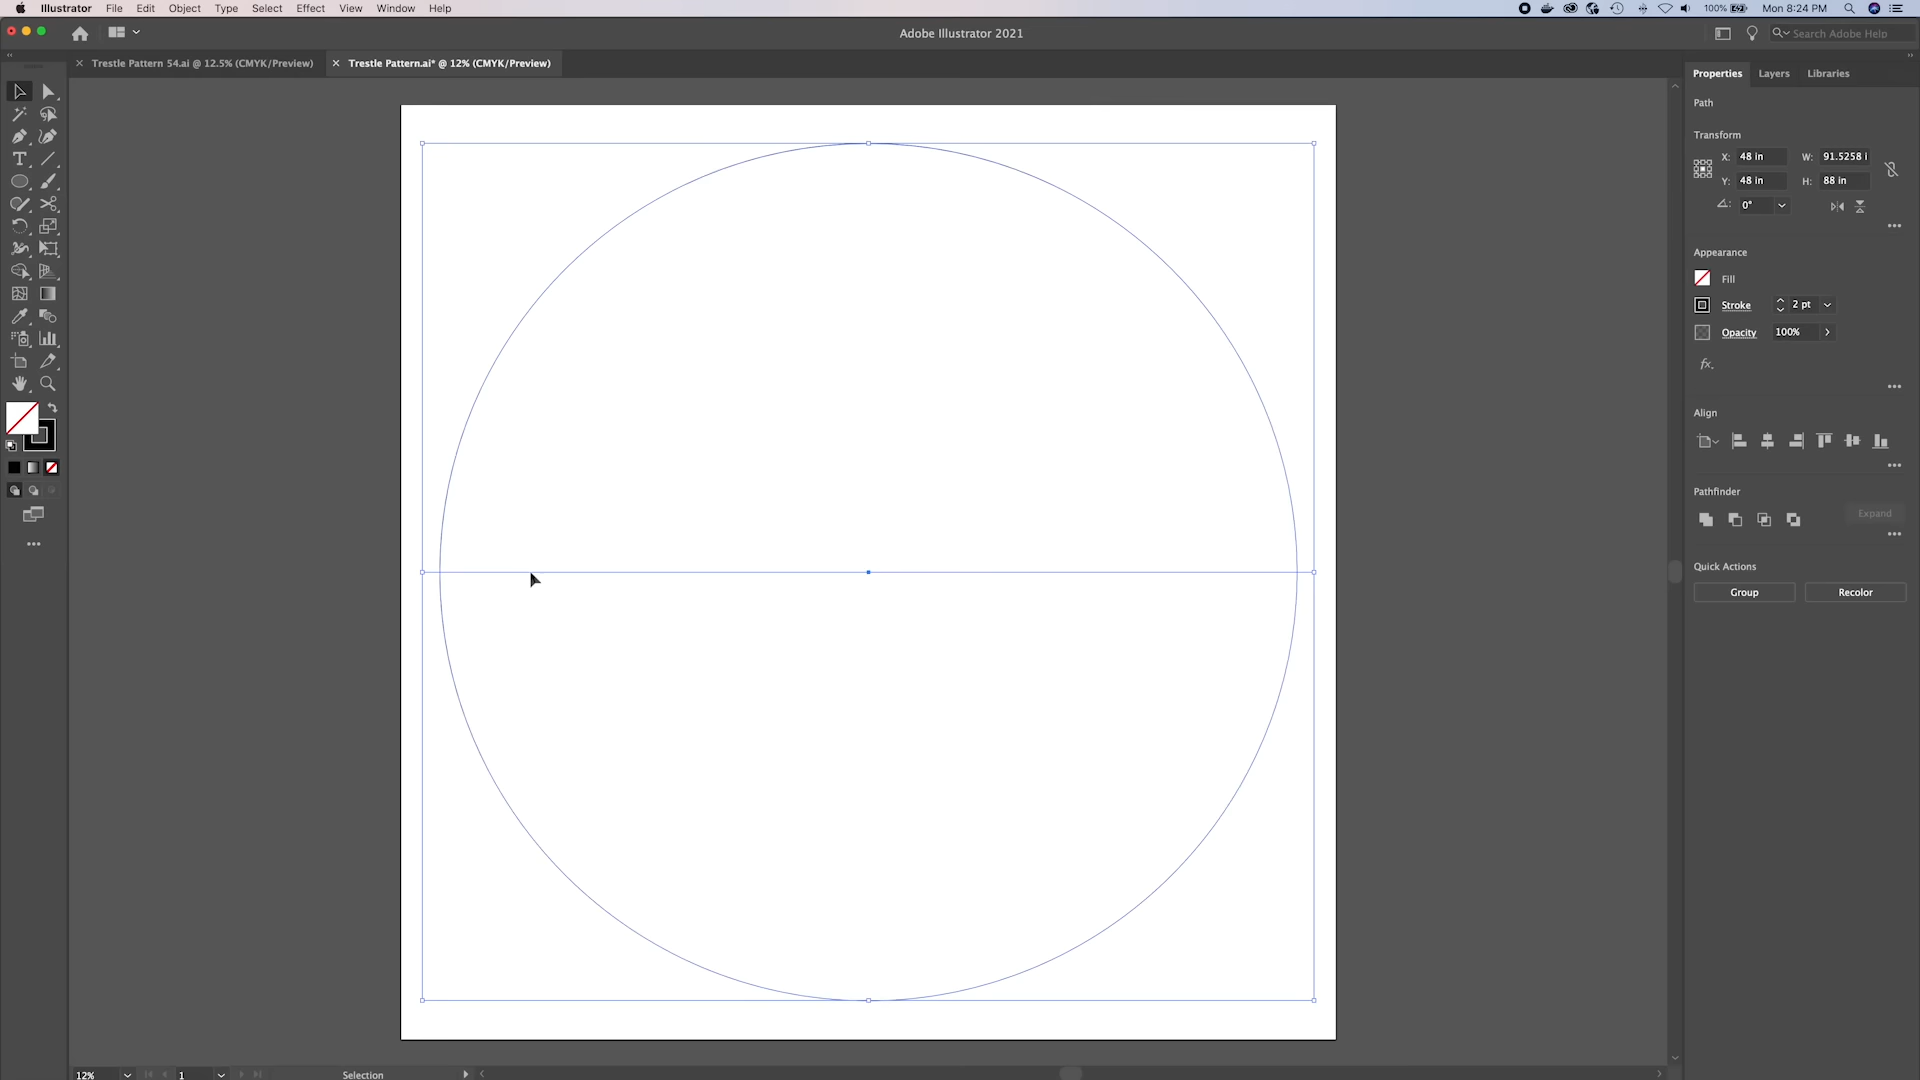 Illustrator File Edit Object Type Select Effect View Window Help
100% Mon 8:24 PM
Adobe Illustrator 2021
Search Adobe Help
Trestle Pattern 54.ai @ 12.5% (CMYK/Preview)
Trestle Pattern.ai* @ 12% (CMYK/Preview)
Properties Layers Libraries
Path
Transform
X: 48 in W: 91.5258 i
Y: 48 in H: 88 in
0°
Appearance
Fill
Stroke 2 pt
Opacity 100%
fx.
Align
Pathfinder
Expand
Quick Actions
Group Recolor
12% 1 Selection